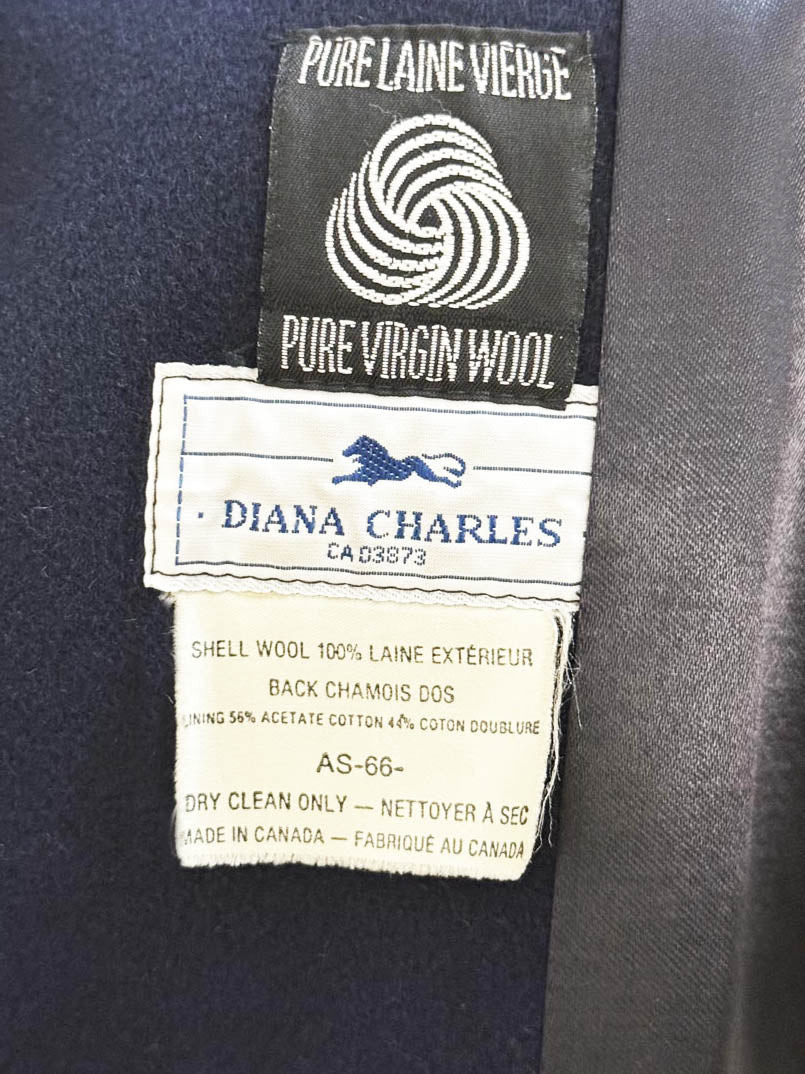 PURE LAINE VIERGE
PURE VIRGIN WOOL
· DIANA CHARLES
CA 03873
SHELL WOOL 100% LAINE EXTÉRIEUR
BACK CHAMOIS DOS
LINING 56% ACETATE COTTON 44% COTON DOUBLURE
AS-66-
DRY CLEAN ONLY — NETTOYER À SEC
MADE IN CANADA — FABRIQUÉ AU CANADA